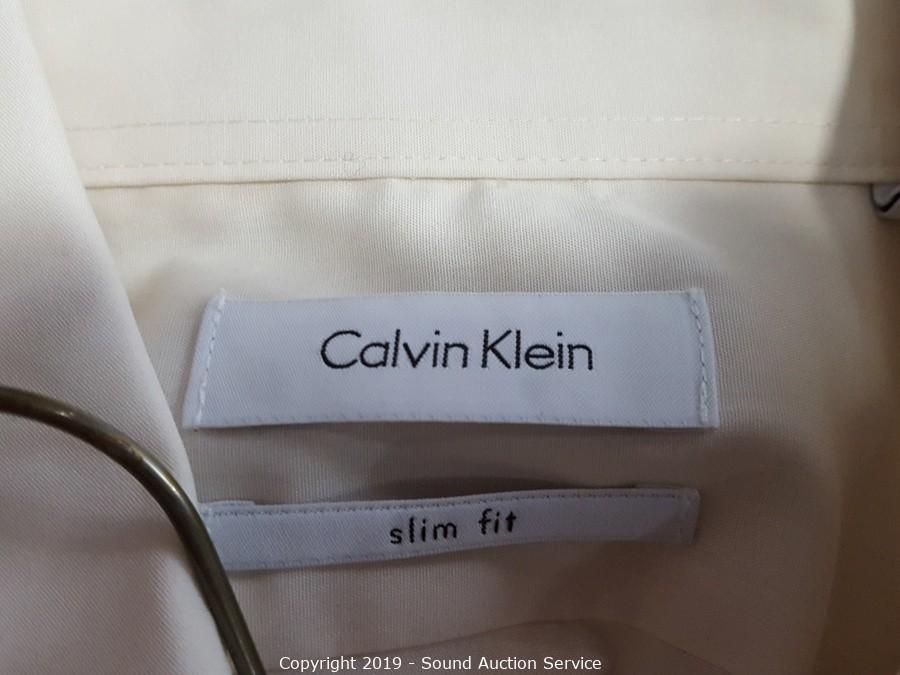 Calvin Klein
slim fit
Copyright 2019 - Sound Auction Service